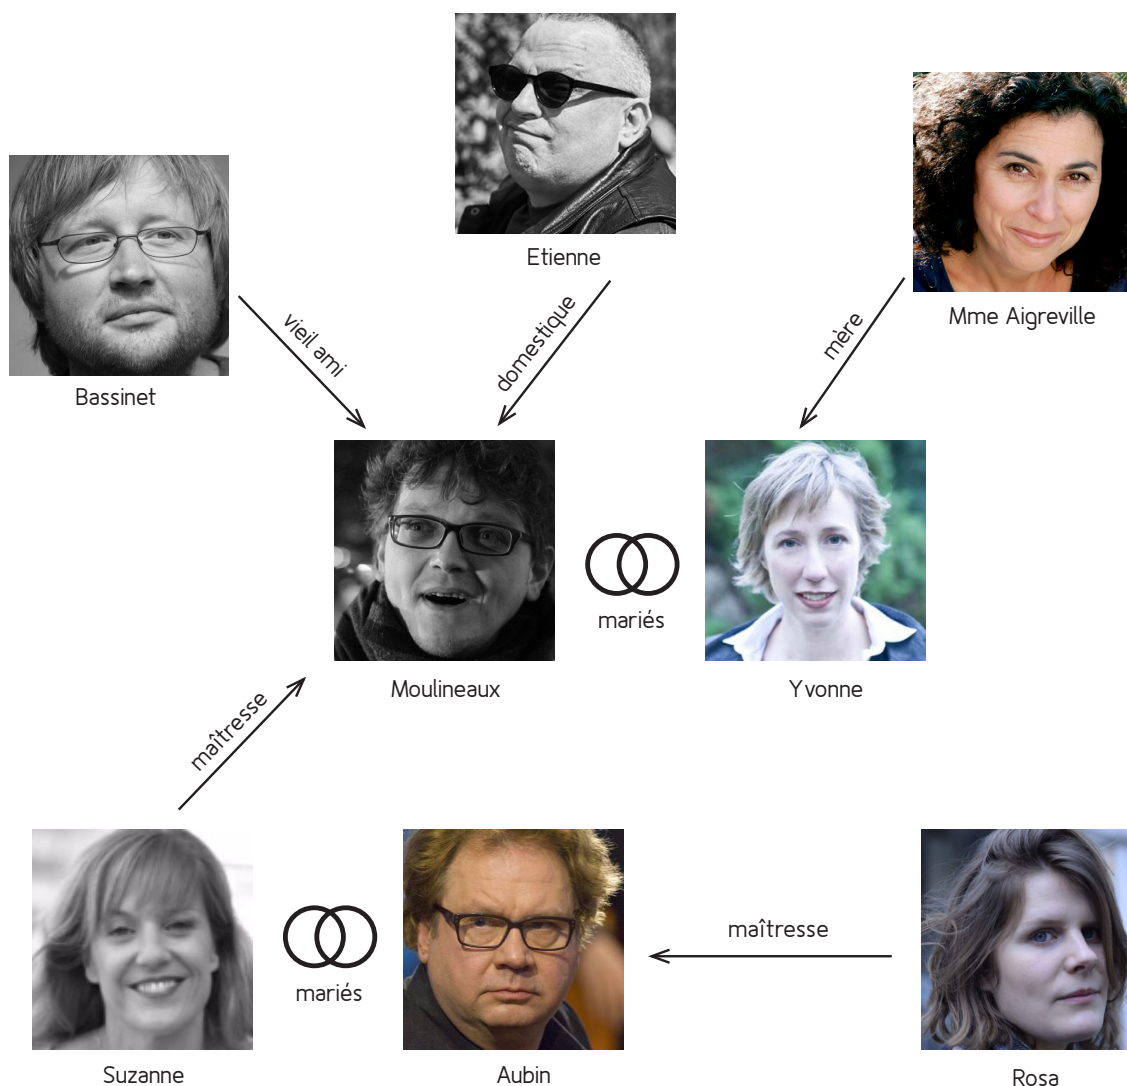 Etienne
Mme Aigreville
Bassinet
vieil ami
domestique
mère
mariés
Moulineaux
Yvonne
maîtresse
maîtresse
mariés
Suzanne
Aubin
Rosa